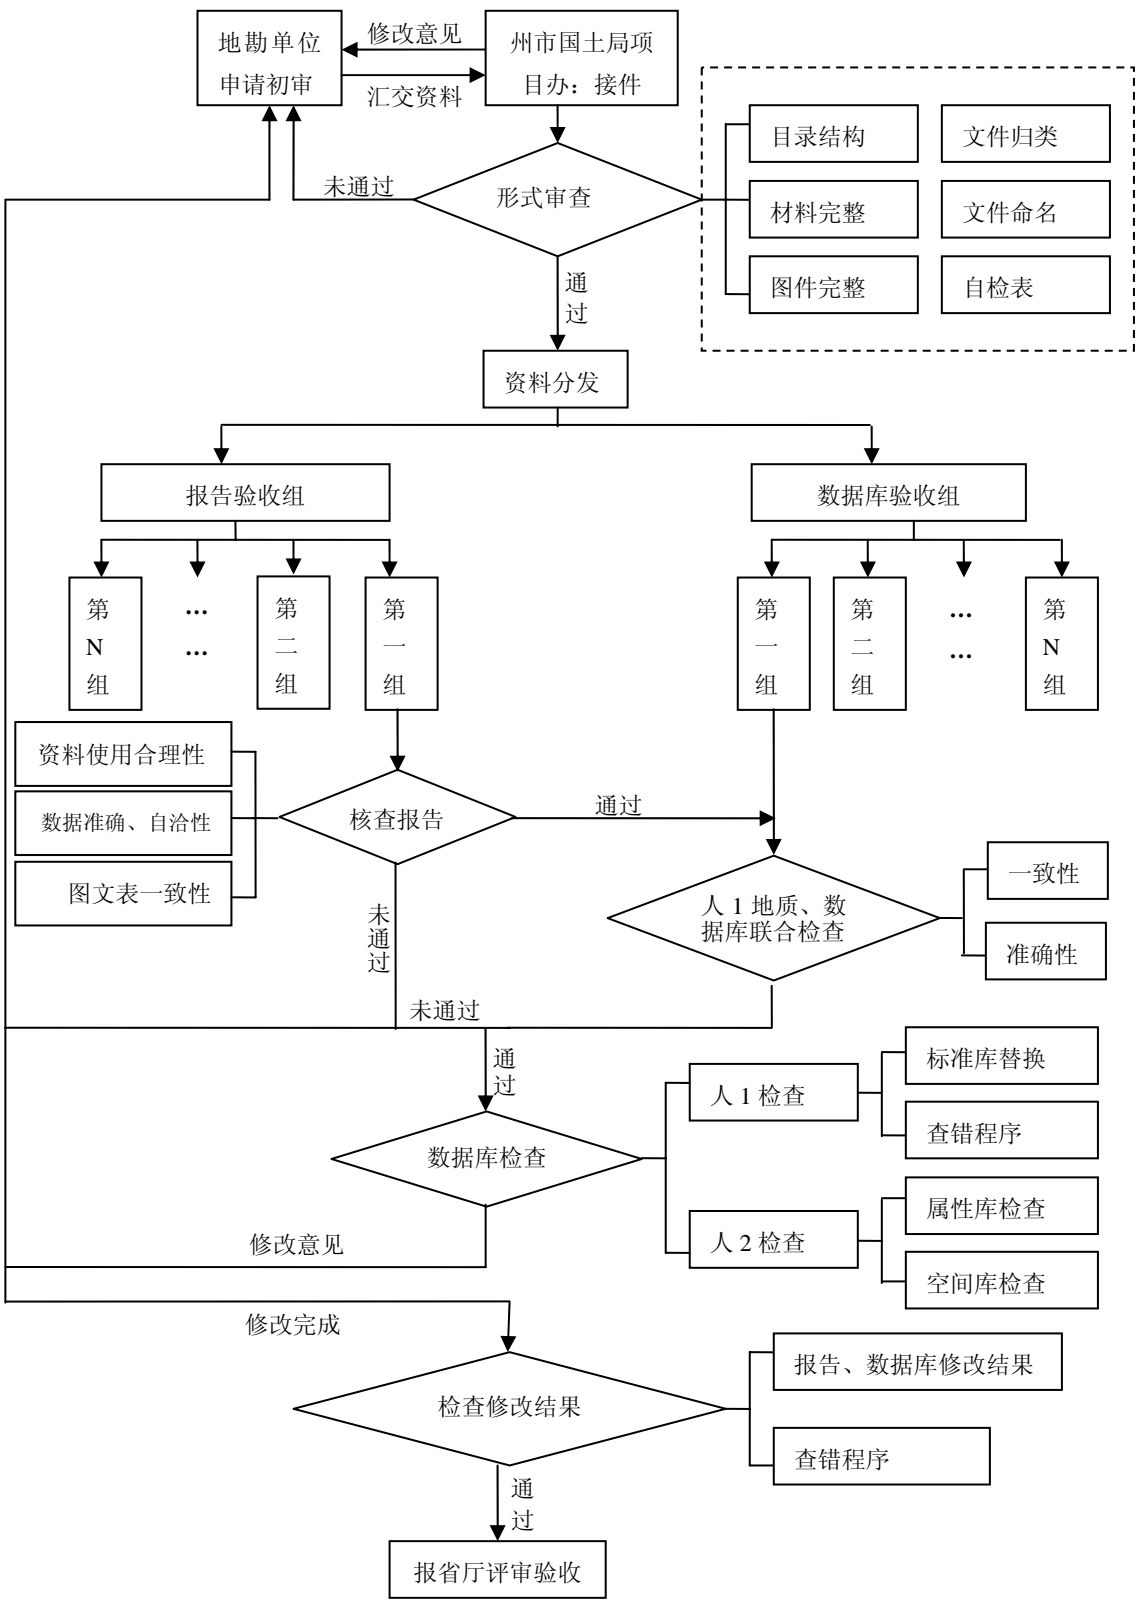 地勘单位
申请初审
修改意见
汇交资料
州市国土局项
目办：接件
目录结构
文件归类
未通过
形式审查
材料完整
文件命名
图件完整
自检表
通
过
资料分发
报告验收组
数据库验收组
第
N
组
...
...
第
二
组
第
一
组
第
一
组
第
二
组
...
...
第
N
组
资料使用合理性
数据准确、自洽性
图文表一致性
核查报告
通过
人 1 地质、数
据库联合检查
一致性
准确性
未
通
过
未通过
通
过
数据库检查
人 1 检查
标准库替换
查错程序
人 2 检查
属性库检查
空间库检查
修改意见
修改完成
检查修改结果
报告、数据库修改结果
查错程序
通
过
报省厅评审验收